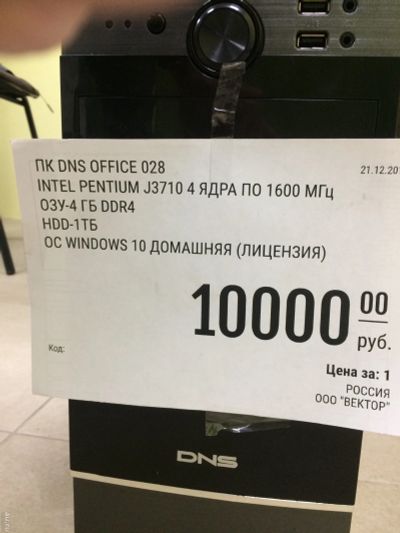 ПК DNS OFFICE 028
21.12.201
INTEL PENTIUM J3710 4 ЯДРА ПО 1600 МГц
ОЗУ-4 ГБ DDR4
HDD-1ТБ
ОС WINDOWS 10 ДОМАШНЯЯ (ЛИЦЕНЗИЯ)
10000 00
руб.
Код:
Цена за: 1
РОССИЯ
ООО "ВЕКТОР"
DNS